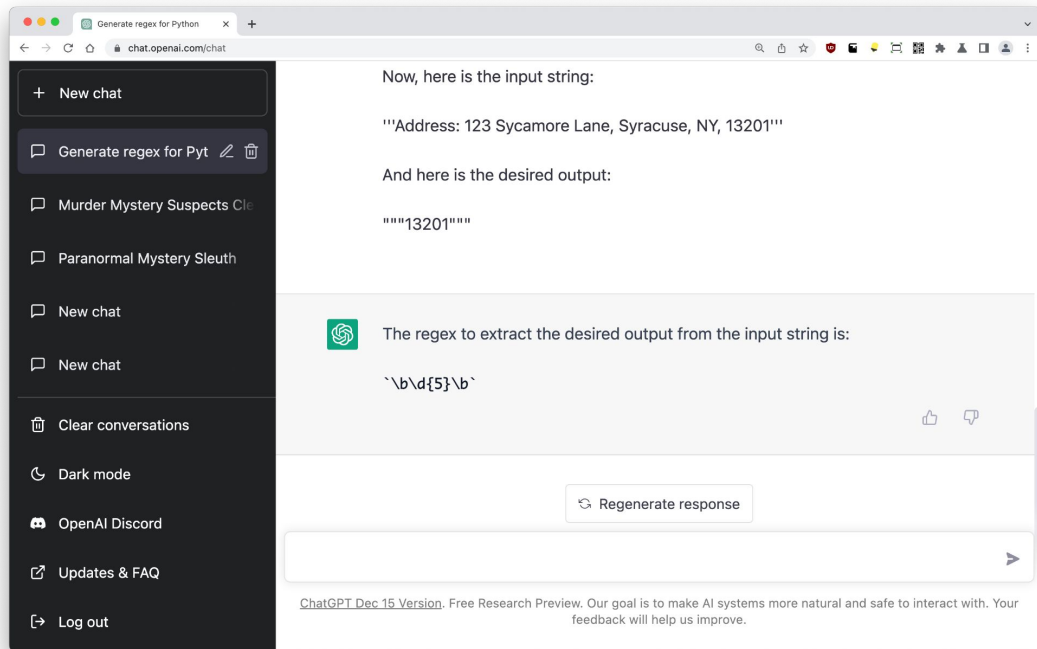 Generate regex for Python
chat.openai.com/chat
New chat
Generate regex for Pyt
Murder Mystery Suspects Cle
Paranormal Mystery Sleuth
New chat
New chat
Clear conversations
Dark mode
OpenAI Discord
Updates & FAQ
Log out
Now, here is the input string:
'''Address: 123 Sycamore Lane, Syracuse, NY, 13201'''
And here is the desired output:
"""13201"""
The regex to extract the desired output from the input string is:
`\b\d{5}\b`
Regenerate response
ChatGPT Dec 15 Version. Free Research Preview. Our goal is to make AI systems more natural and safe to interact with. Your
feedback will help us improve.